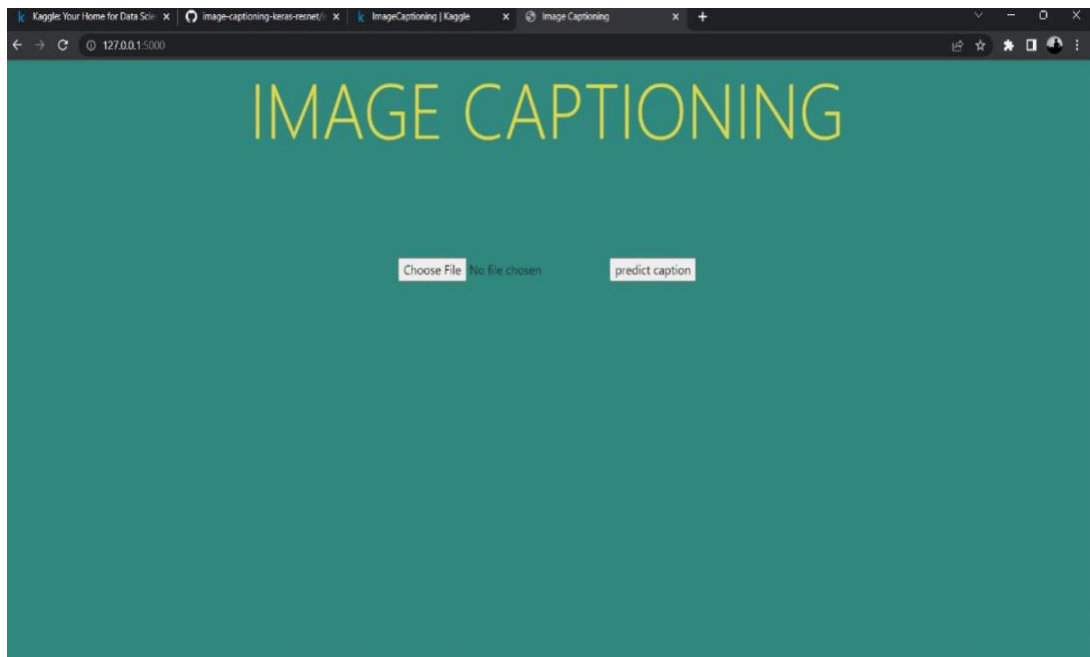 Kaggle: Your Home for Data Scie
image-captioning-keras-resnet/
ImageCaptioning | Kaggle
Image Captioning
127.0.0.1:5000
IMAGE CAPTIONING
Choose File No file chosen
predict caption